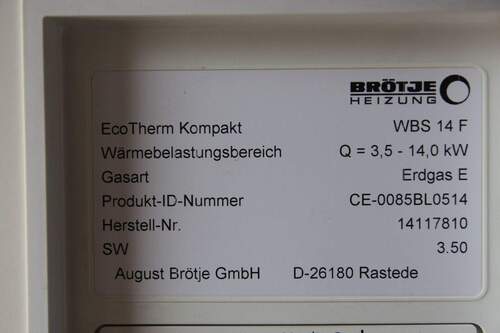 BRÖTJE
HEIZUNG
EcoTherm Kompakt WBS 14 F
Wärmebelastungsbereich Q = 3,5 - 14,0 kW
Gasart Erdgas E
Produkt-ID-Nummer CE-0085BL0514
Herstell-Nr. 14117810
SW 3.50
August Brötje GmbH D-26180 Rastede